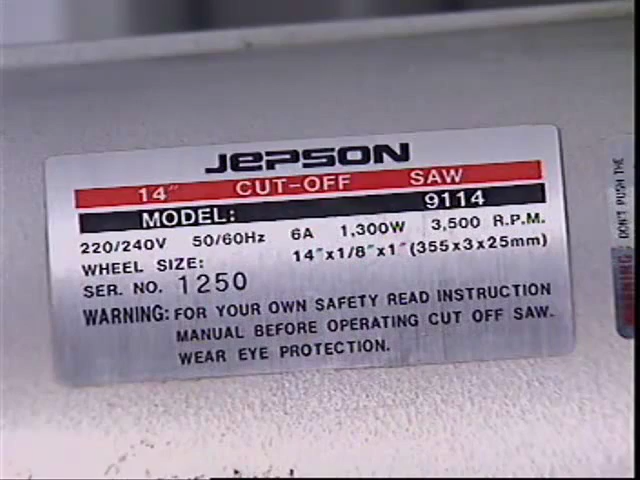 JEPSON
14″ CUT-OFF SAW
MODEL: 9114
220/240V 50/60Hz 6A 1,300W 3,500 R.P.M.
WHEEL SIZE: 14″x1/8″x1″(355x3x25mm)
SER. NO. 1250
WARNING: FOR YOUR OWN SAFETY READ INSTRUCTION
MANUAL BEFORE OPERATING CUT OFF SAW.
WEAR EYE PROTECTION.
WARNING: DON'T PUSH THE